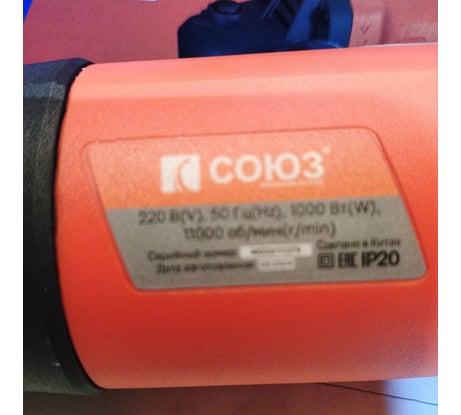 СОЮЗ
220 В(V), 50 Гц(Hz), 1000 Вт(W),
11000 об/мин(r/min)
Серийный номер:
Дата изготовления:
Сделано в Китае
EAC IP20